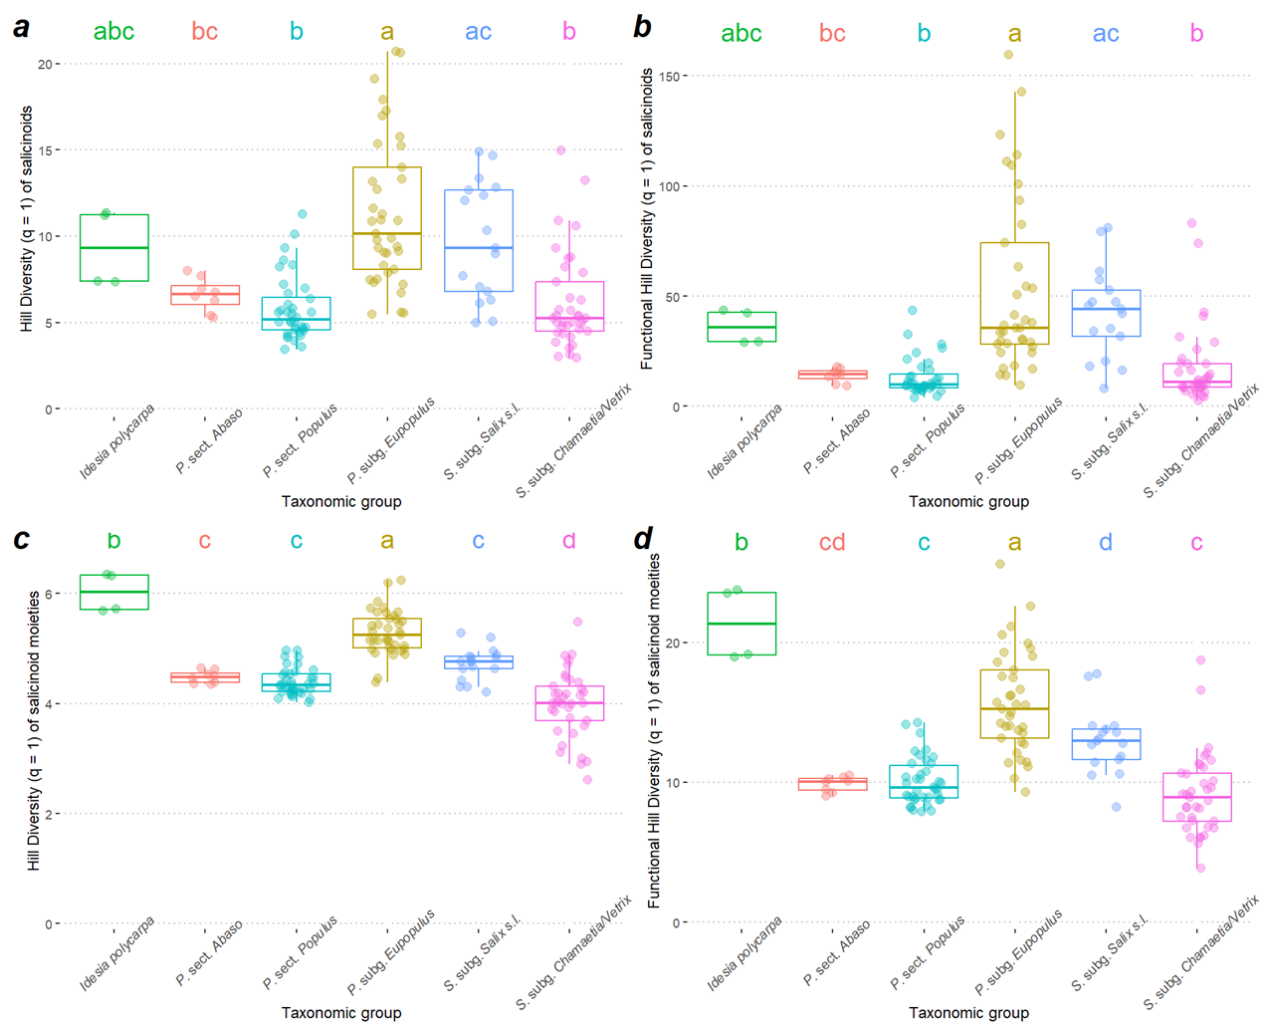 a
abc bc b a ac b
Hill Diversity (q = 1) of salicinoids
20
15
10
5
0
Idesia polycarpa
P. sect. Abaso
P. sect. Populus
P. subg. Eupopulus
S. subg. Salix s.l.
S. subg. Chamaetia/Vetrix
Taxonomic group
b
abc bc b a ac b
Functional Hill Diversity (q = 1) of salicinoids
150
100
50
0
Idesia polycarpa
P. sect. Abaso
P. sect. Populus
P. subg. Eupopulus
S. subg. Salix s.l.
S. subg. Chamaetia/Vetrix
Taxonomic group
c
b c c a c d
Hill Diversity (q = 1) of salicinoid moieties
6
4
2
0
Idesia polycarpa
P. sect. Abaso
P. sect. Populus
P. subg. Eupopulus
S. subg. Salix s.l.
S. subg. Chamaetia/Vetrix
Taxonomic group
d
b cd c a d c
Functional Hill Diversity (q = 1) of salicinoid moeities
20
10
0
Idesia polycarpa
P. sect. Abaso
P. sect. Populus
P. subg. Eupopulus
S. subg. Salix s.l.
S. subg. Chamaetia/Vetrix
Taxonomic group